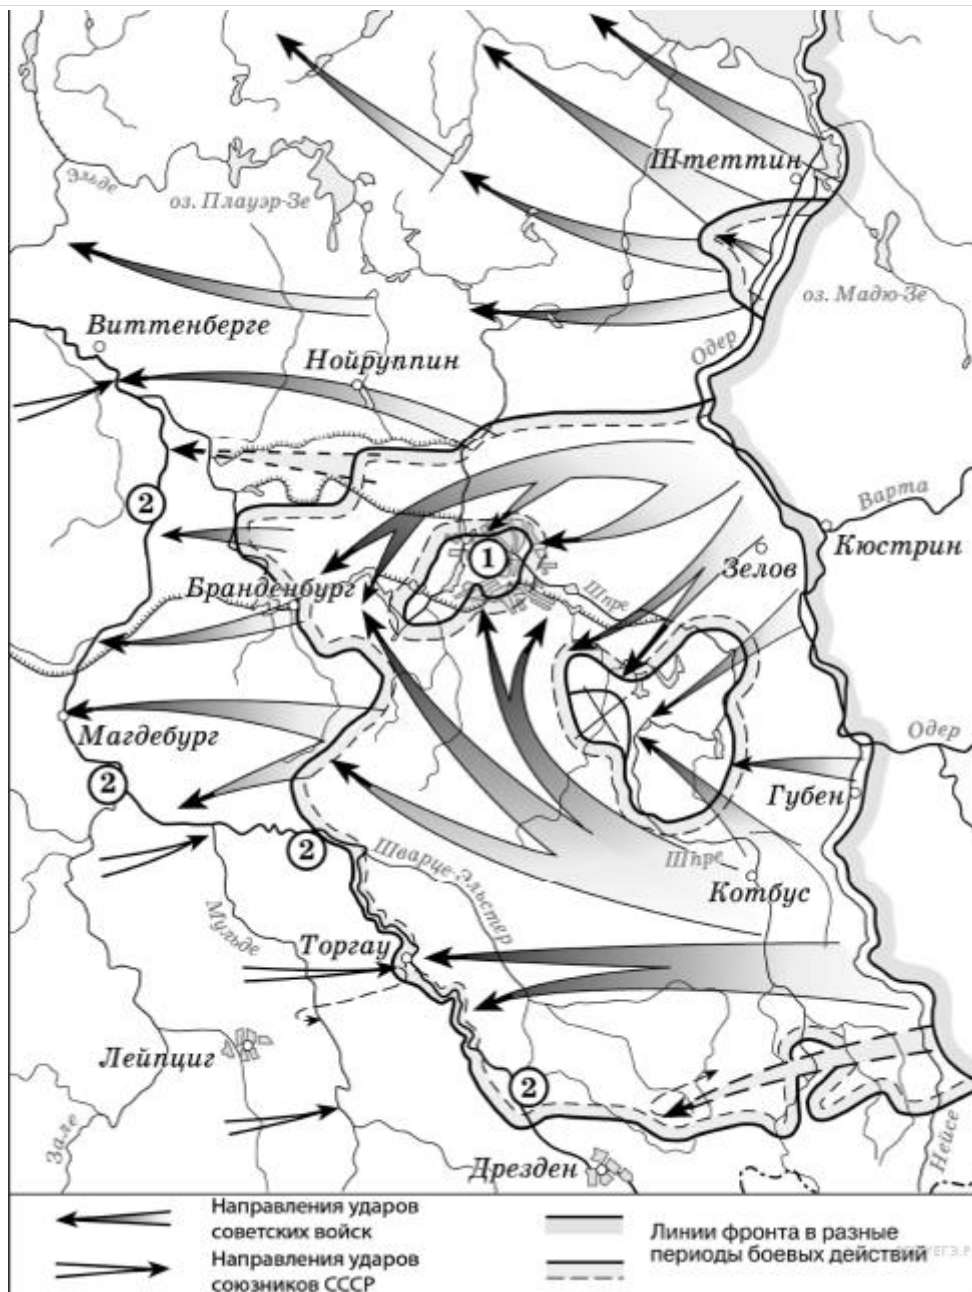 Штеттин
Эльде
оз. Плауэр-Зе
оз. Мадю-Зе
Виттенберге
Одер
Нойруппин
2
Варта
Кюстрин
1
Зелов
Бранденбург
Шпре
Магдебург
Одер
2
Губен
2
Шварце-Эльстер
Шпре
Котбус
Мульде
Торгау
Лейпциг
2
Зале
Дрезден
Нейсе
Направления ударов
советских войск
Направления ударов
союзников СССР
Линии фронта в разные
периоды боевых действий